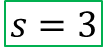 s = 3